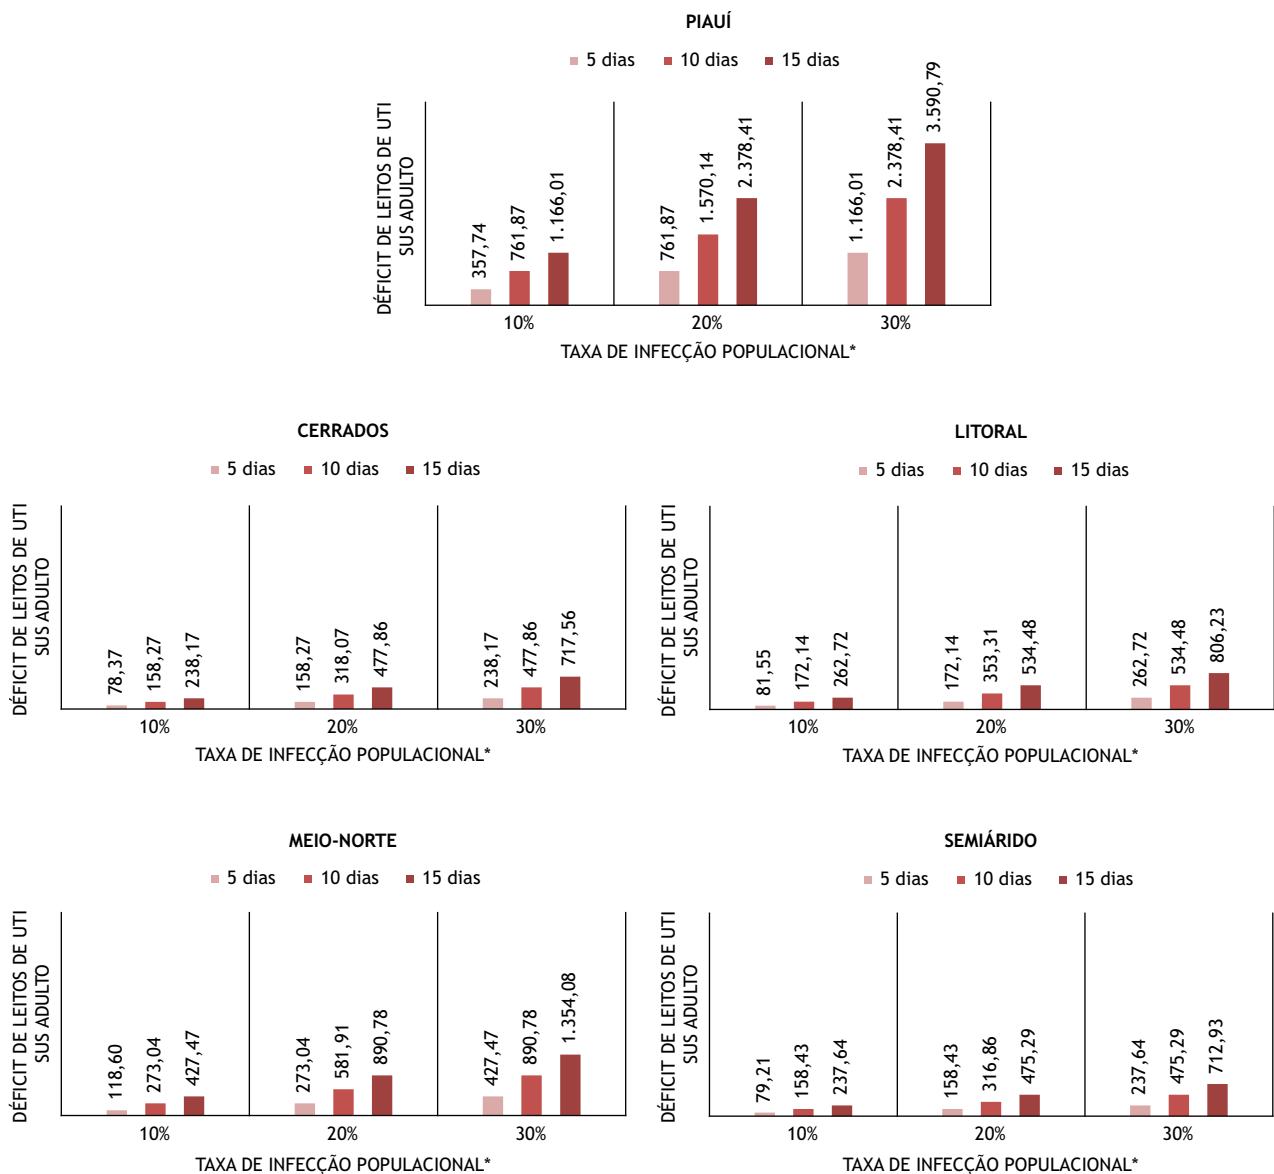 PIAUÍ
5 dias 10 dias 15 dias
DÉFICIT DE LEITOS DE UTI
SUS ADULTO
357,74 761,87 1.166,01 761,87 1.570,14 2.378,41 1.166,01 2.378,41 3.590,79
10% 20% 30%
TAXA DE INFECÇÃO POPULACIONAL*
CERRADOS
5 dias 10 dias 15 dias
DÉFICIT DE LEITOS DE UTI
SUS ADULTO
78,37 158,27 238,17 158,27 318,07 477,86 238,17 477,86 717,56
10% 20% 30%
TAXA DE INFECÇÃO POPULACIONAL*
LITORAL
5 dias 10 dias 15 dias
DÉFICIT DE LEITOS DE UTI
SUS ADULTO
81,55 172,14 262,72 172,14 353,31 534,48 262,72 534,48 806,23
10% 20% 30%
TAXA DE INFECÇÃO POPULACIONAL*
MEIO-NORTE
5 dias 10 dias 15 dias
DÉFICIT DE LEITOS DE UTI
SUS ADULTO
118,60 273,04 427,47 273,04 581,91 890,78 427,47 890,78 1.354,08
10% 20% 30%
TAXA DE INFECÇÃO POPULACIONAL*
SEMIÁRIDO
5 dias 10 dias 15 dias
DÉFICIT DE LEITOS DE UTI
SUS ADULTO
79,21 158,43 237,64 158,43 316,86 475,29 237,64 475,29 712,93
10% 20% 30%
TAXA DE INFECÇÃO POPULACIONAL*